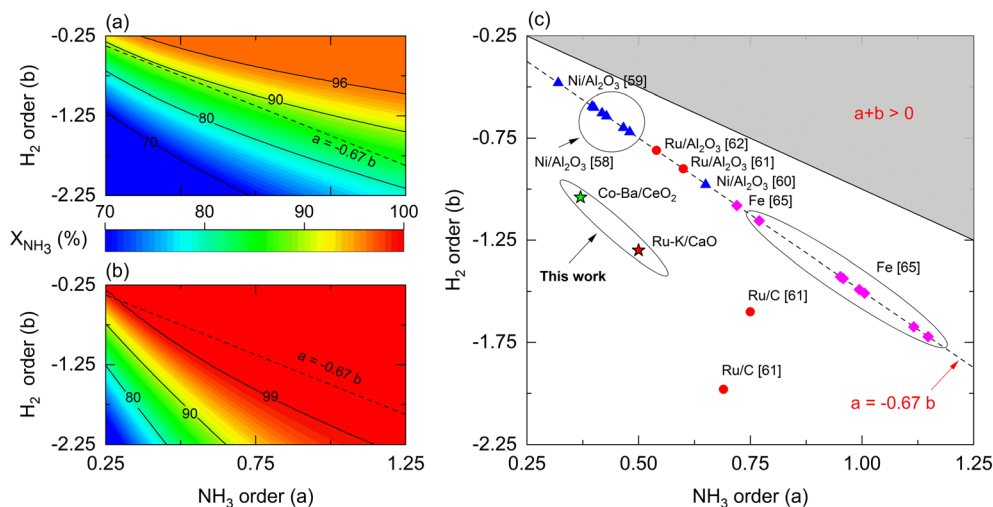 (a)
-0.25
-1.25
-2.25
H₂ order (b)
96
90
80
70
a = -0.67 b
70 80 90 100
X_NH₃ (%)
(b)
-0.25
-1.25
-2.25
H₂ order (b)
80
90
99
a = -0.67 b
0.25 0.75 1.25
NH₃ order (a)
(c)
-0.25
-0.75
-1.25
-1.75
-2.25
H₂ order (b)
Ni/Al₂O₃ [59]
a+b > 0
Ni/Al₂O₃ [58]
Ru/Al₂O₃ [62]
Ru/Al₂O₃ [61]
Ni/Al₂O₃ [60]
Fe [65]
Co-Ba/CeO₂
Ru-K/CaO
This work
Fe [65]
Ru/C [61]
Ru/C [61]
a = -0.67 b
0.25 0.50 0.75 1.00 1.25
NH₃ order (a)